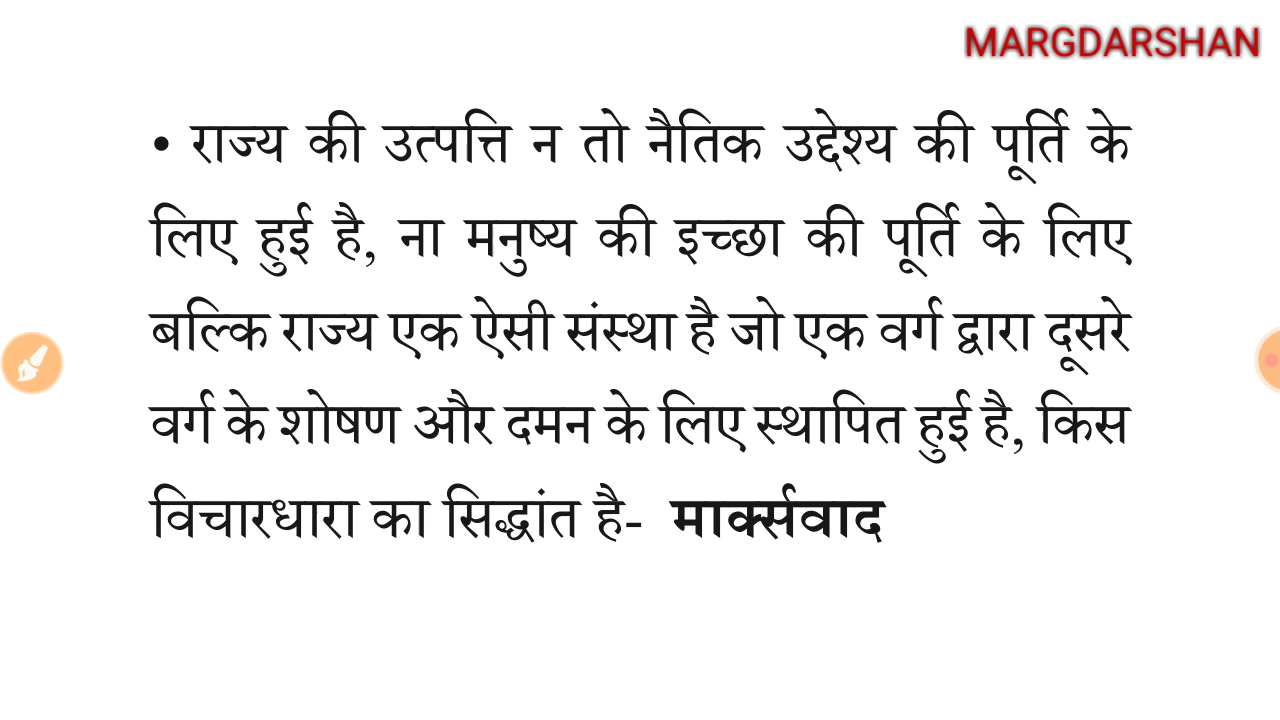 MARGDARSHAN
• राज्य की उत्पत्ति न तो नैतिक उद्देश्य की पूर्ति के
लिए हुई है, ना मनुष्य की इच्छा की पूर्ति के लिए
बल्कि राज्य एक ऐसी संस्था है जो एक वर्ग द्वारा दूसरे
वर्ग के शोषण और दमन के लिए स्थापित हुई है, किस
विचारधारा का सिद्धांत है- मार्क्सवाद